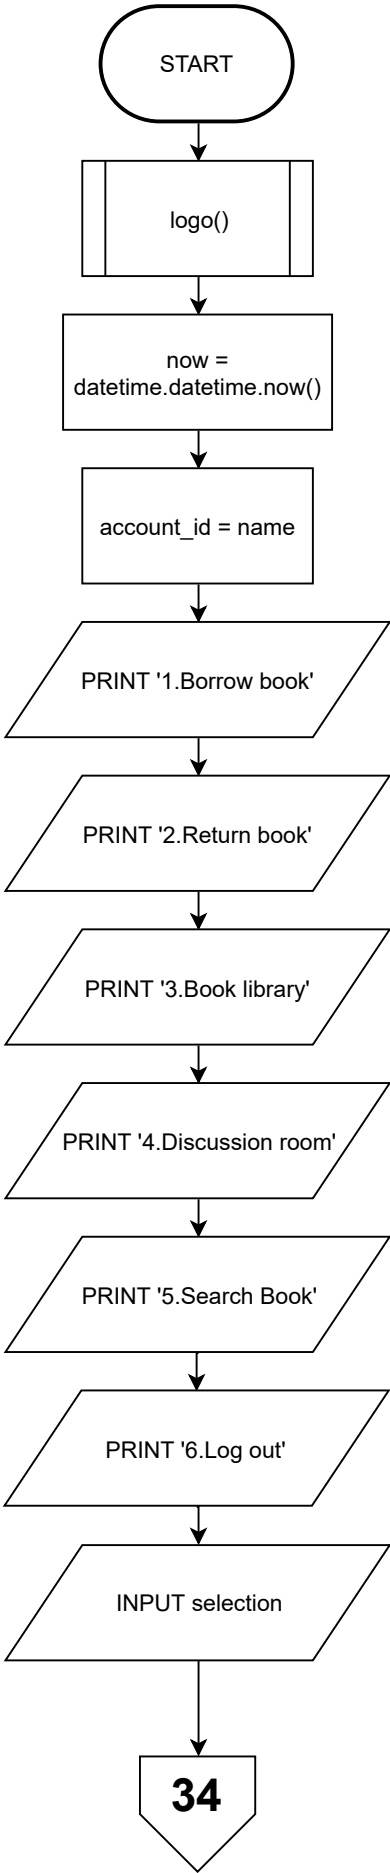 START
logo()
now =
datetime.datetime.now()
account_id = name
PRINT '1.Borrow book'
PRINT '2.Return book'
PRINT '3.Book library'
PRINT '4.Discussion room'
PRINT '5.Search Book'
PRINT '6.Log out'
INPUT selection
34